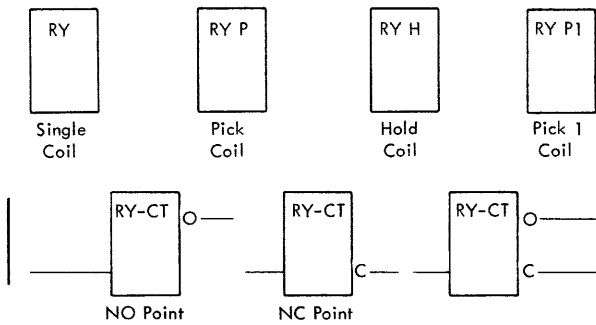 RY RY P RY H RY P1
Single Coil Pick Coil Hold Coil Pick 1 Coil
RY-CT O RY-CT RY-CT O
C C
NO Point NC Point